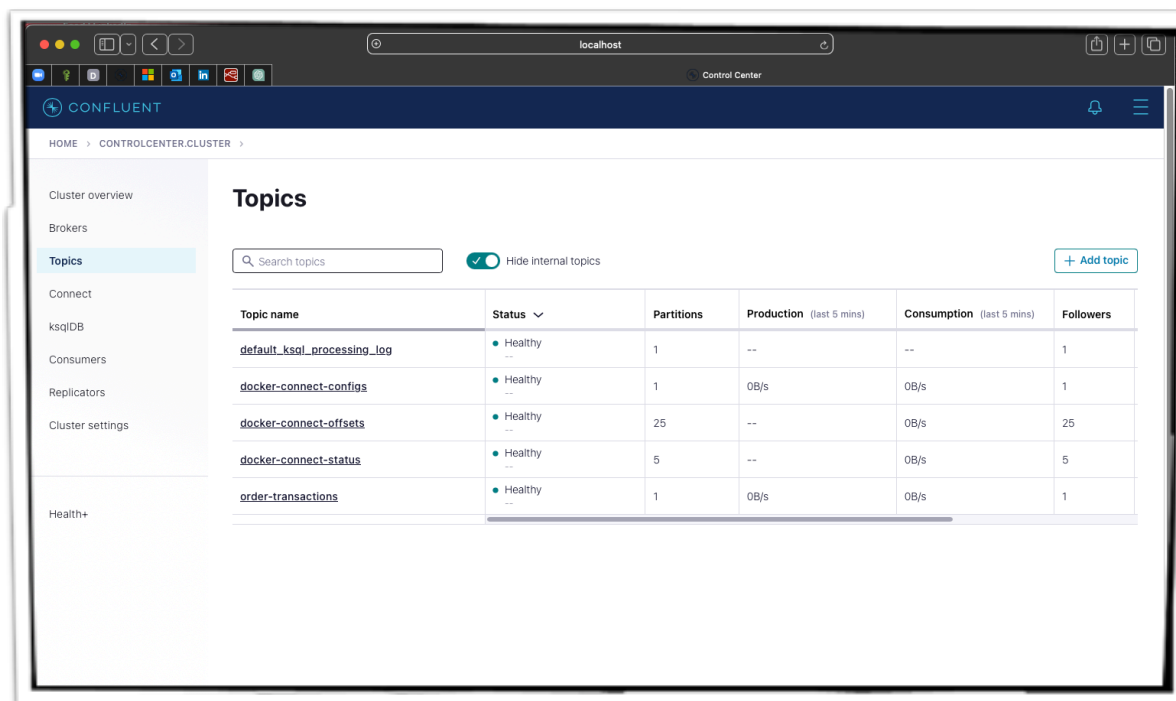 localhost
Control Center
CONFLUENT
HOME > CONTROLCENTER.CLUSTER >
Cluster overview
Brokers
Topics
Connect
ksqlDB
Consumers
Replicators
Cluster settings
Health+
Topics
Search topics
Hide internal topics
+ Add topic
Topic name Status Partitions Production (last 5 mins) Consumption (last 5 mins) Followers
default_ksql_processing_log Healthy 1 -- -- 1
--
docker-connect-configs Healthy 1 0B/s 0B/s 1
--
docker-connect-offsets Healthy 25 -- 0B/s 25
--
docker-connect-status Healthy 5 -- 0B/s 5
--
order-transactions Healthy 1 0B/s 0B/s 1
--